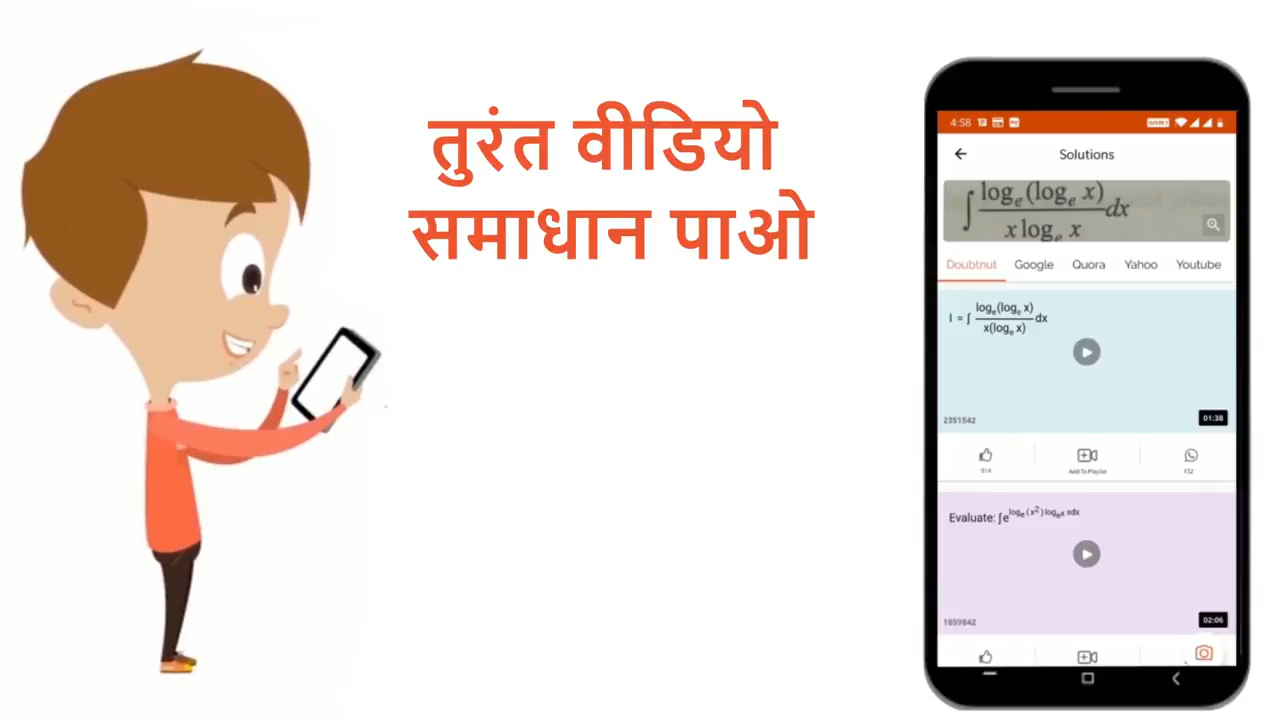 तुरंत वीडियो
समाधान पाओ
4:58
Solutions
∫ logₑ(logₑ x) / x logₑ x dx
Doubtnut Google Quora Yahoo Youtube
I = ∫ logₑ(logₑ x) / x(logₑ x) dx
2351542 01:38
914 Add To Playlist 152
Evaluate: ∫e^logₑ(x²)logₑx xdx
1859842 02:06